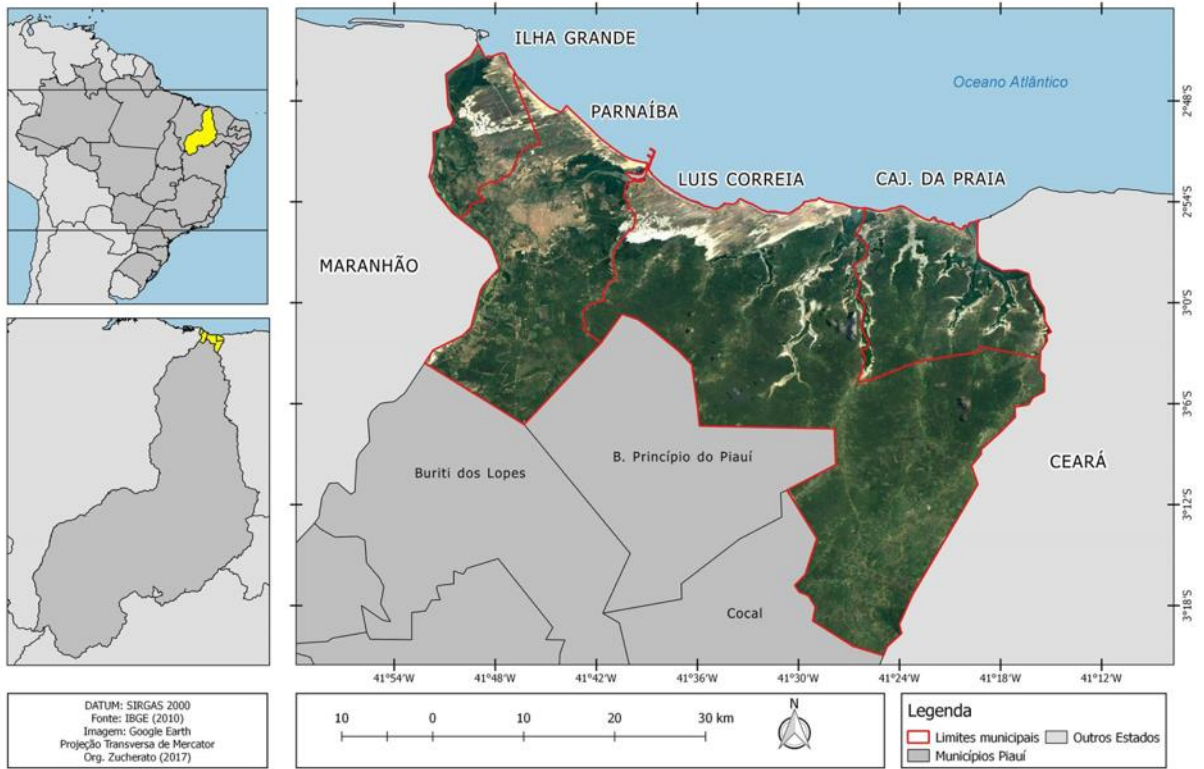 ILHA GRANDE
Oceano Atlântico
PARNAÍBA
LUIS CORREIA
CAJ. DA PRAIA
MARANHÃO
CEARÁ
Buriti dos Lopes
B. Princípio do Piauí
Cocal
2°48'S
2°54'S
3°0'S
3°6'S
3°12'S
3°18'S
41°54'W
41°48'W
41°42'W
41°36'W
41°30'W
41°24'W
41°18'W
41°12'W
DATUM: SIRGAS 2000
Fonte: IBGE (2010)
Imagem: Google Earth
Projeção Transversa de Mercator
Org. Zucherato (2017)
10 0 10 20 30 km
N
Legenda
Limites municipais
Outros Estados
Municípios Piauí